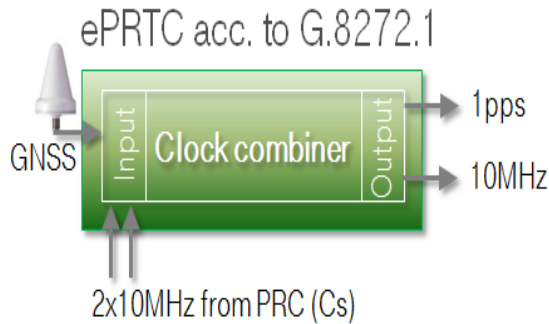 ePRTC acc. to G.8272.1
GNSS
Input
Clock combiner
Output
1pps
10MHz
2x10MHz from PRC (Cs)